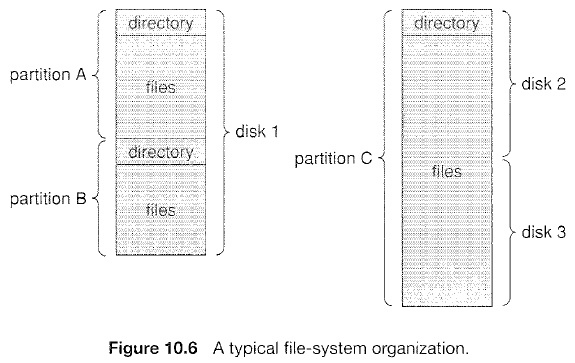 directory
partition A
files
disk 1
directory
partition B
files
directory
disk 2
partition C
files
disk 3
Figure 10.6 A typical file-system organization.